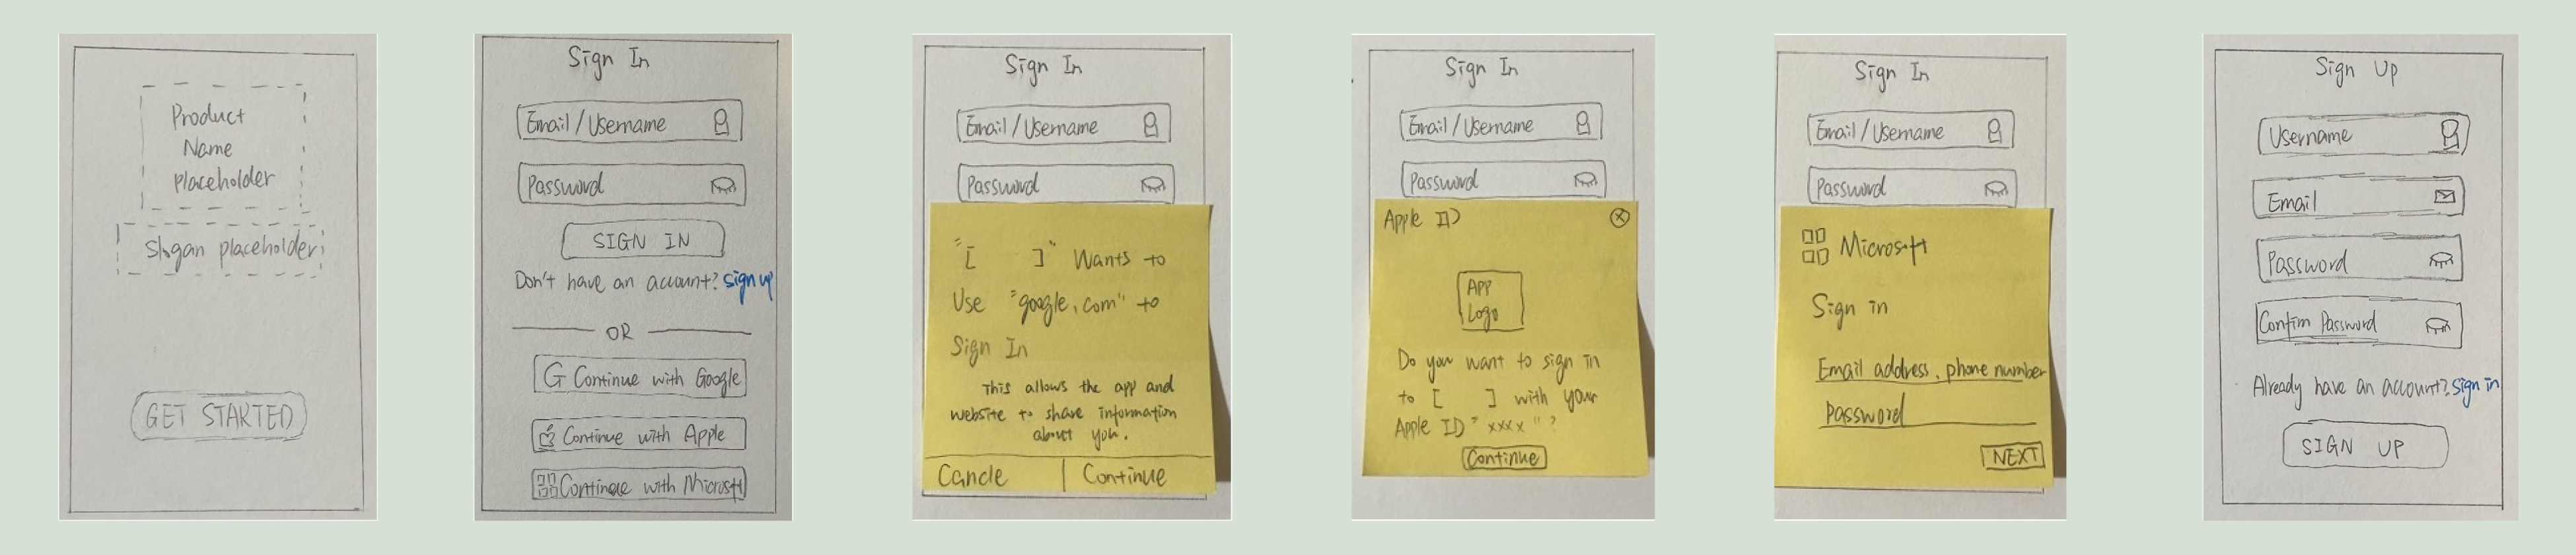 Product
Name
placeholder
Slogan placeholder
GET STARTED
Sign In
Email/Username
Password
SIGN IN
Don't have an account? sign up
OR
G Continue with Google
Continue with Apple
Continue with Microsoft
Sign In
Email/Username
Password
"[ ]" Wants to
Use "google.com" to
Sign In
This allows the app and
website to share information
about you.
Cancle Continue
Sign In
Email/Username
Password
Apple ID
App
Logo
Do you want to sign in
to [ ] with your
Apple ID "xxxx"?
Continue
Sign In
Email/Username
Password
Microsoft
Sign in
Email address, phone number
Password
NEXT
Sign Up
Username
Email
Password
Confim Password
Already have an account? sign in
SIGN UP